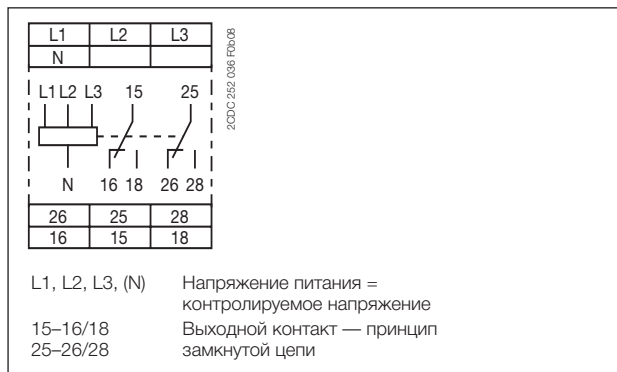 L1 L2 L3
N
2CDC 252 036 F0b08
L1 L2 L3 15 25
N 16 18 26 28
26 25 28
16 15 18
L1, L2, L3, (N) Напряжение питания =
контролируемое напряжение
15–16/18 Выходной контакт — принцип
25–26/28 замкнутой цепи